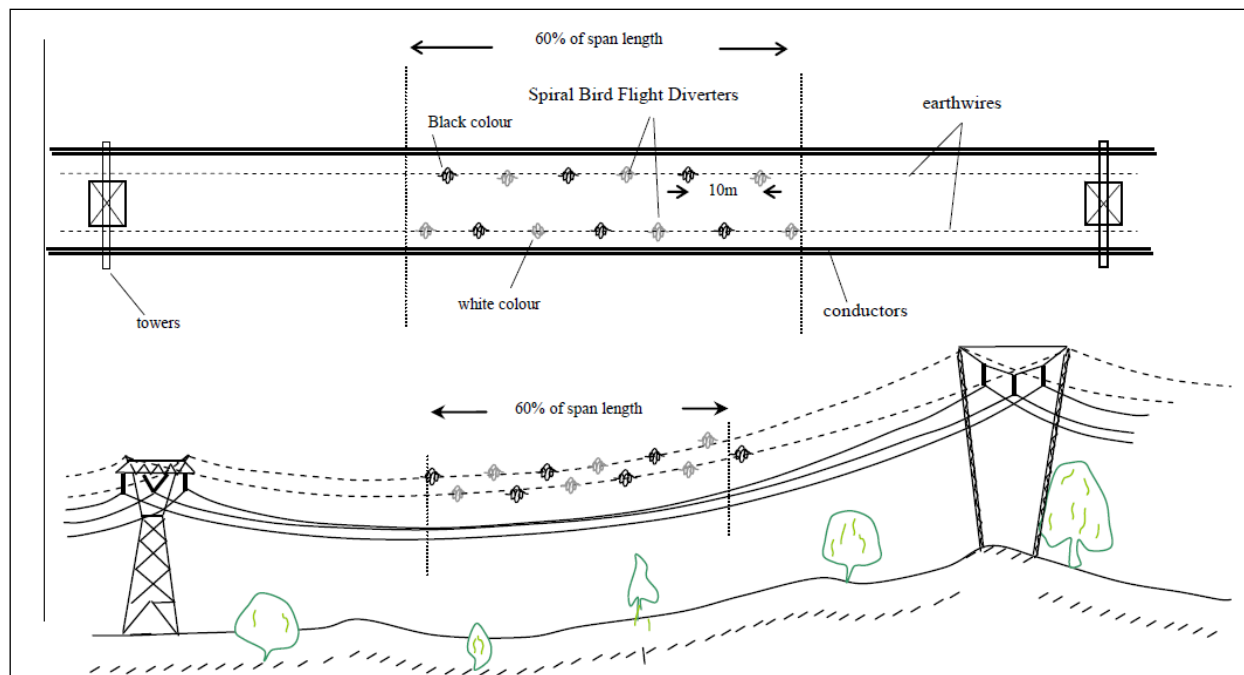 60% of span length
Spiral Bird Flight Diverters
earthwires
Black colour
10m
white colour
conductors
towers
60% of span length